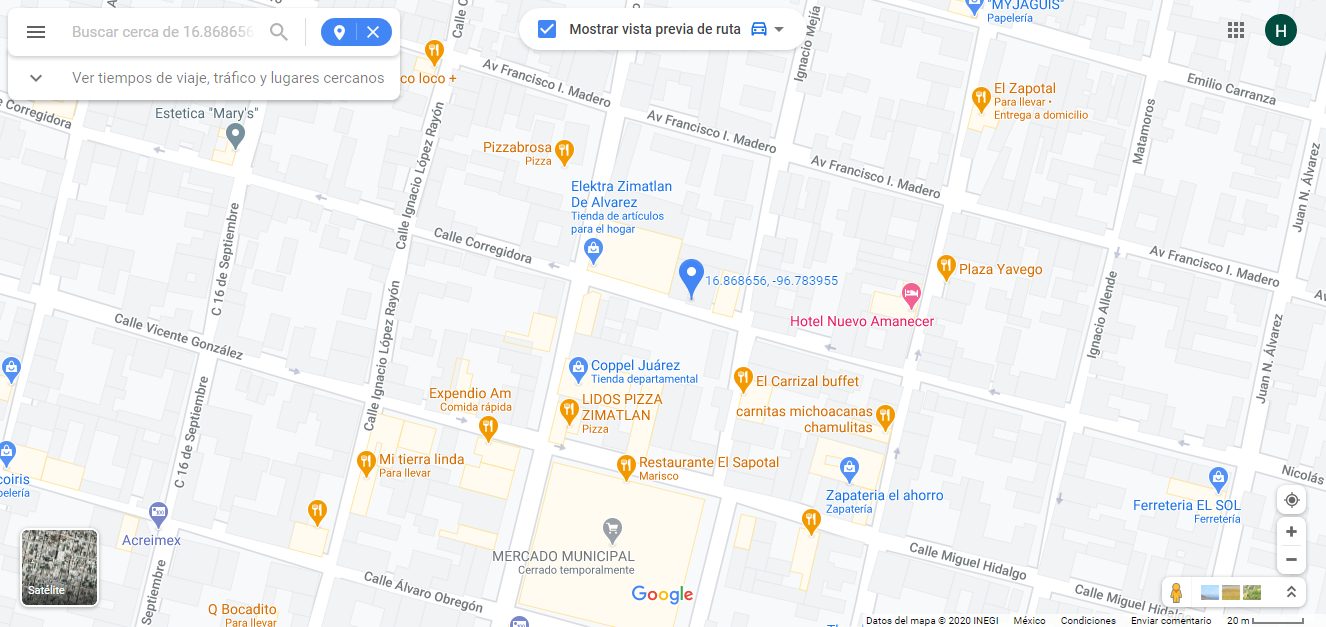 Buscar cerca de 16.868656
Mostrar vista previa de ruta
Ver tiempos de viaje, tráfico y lugares cercanos
H
"MYJAGUIS"
Papelería
Calle C
Ignacio Mejía
co loco +
Av Francisco I. Madero
Av Francisco I. Madero
Av Francisco I. Madero
Av Francisco I. Madero
Emilio Carranza
El Zapotal
Para llevar •
Entrega a domicilio
Matamoros
Juan N. Álvarez
e Corregidora
Estetica "Mary's"
Calle Ignacio López Rayón
Pizzabrosa
Pizza
Elektra Zimatlan
De Alvarez
Tienda de artículos
para el hogar
C 16 de Septiembre
Calle Corregidora
16.868656, -96.783955
Plaza Yavego
Hotel Nuevo Amanecer
Ignacio Allende
Calle Vicente González
Calle Ignacio López Rayón
Juan N. Álvarez
Coppel Juárez
Tienda departamental
El Carrizal buffet
Expendio Am
Comida rápida
LIDOS PIZZA
ZIMATLAN
Pizza
carnitas michoacanas
chamulitas
C 16 de Septiembre
Mi tierra linda
Para llevar
Restaurante El Sapotal
Marisco
coiris
pelería
Zapateria el ahorro
Zapatería
Nicolás
Ferreteria EL SOL
Ferretería
Acreimex
MERCADO MUNICIPAL
Cerrado temporalmente
Calle Miguel Hidalgo
Calle Miguel Hidalgo
Satélite
Septiembre
Calle Álvaro Obregón
Google
Q Bocadito
Para llevar
Datos del mapa © 2020 INEGI México Condiciones Enviar comentario 20 m